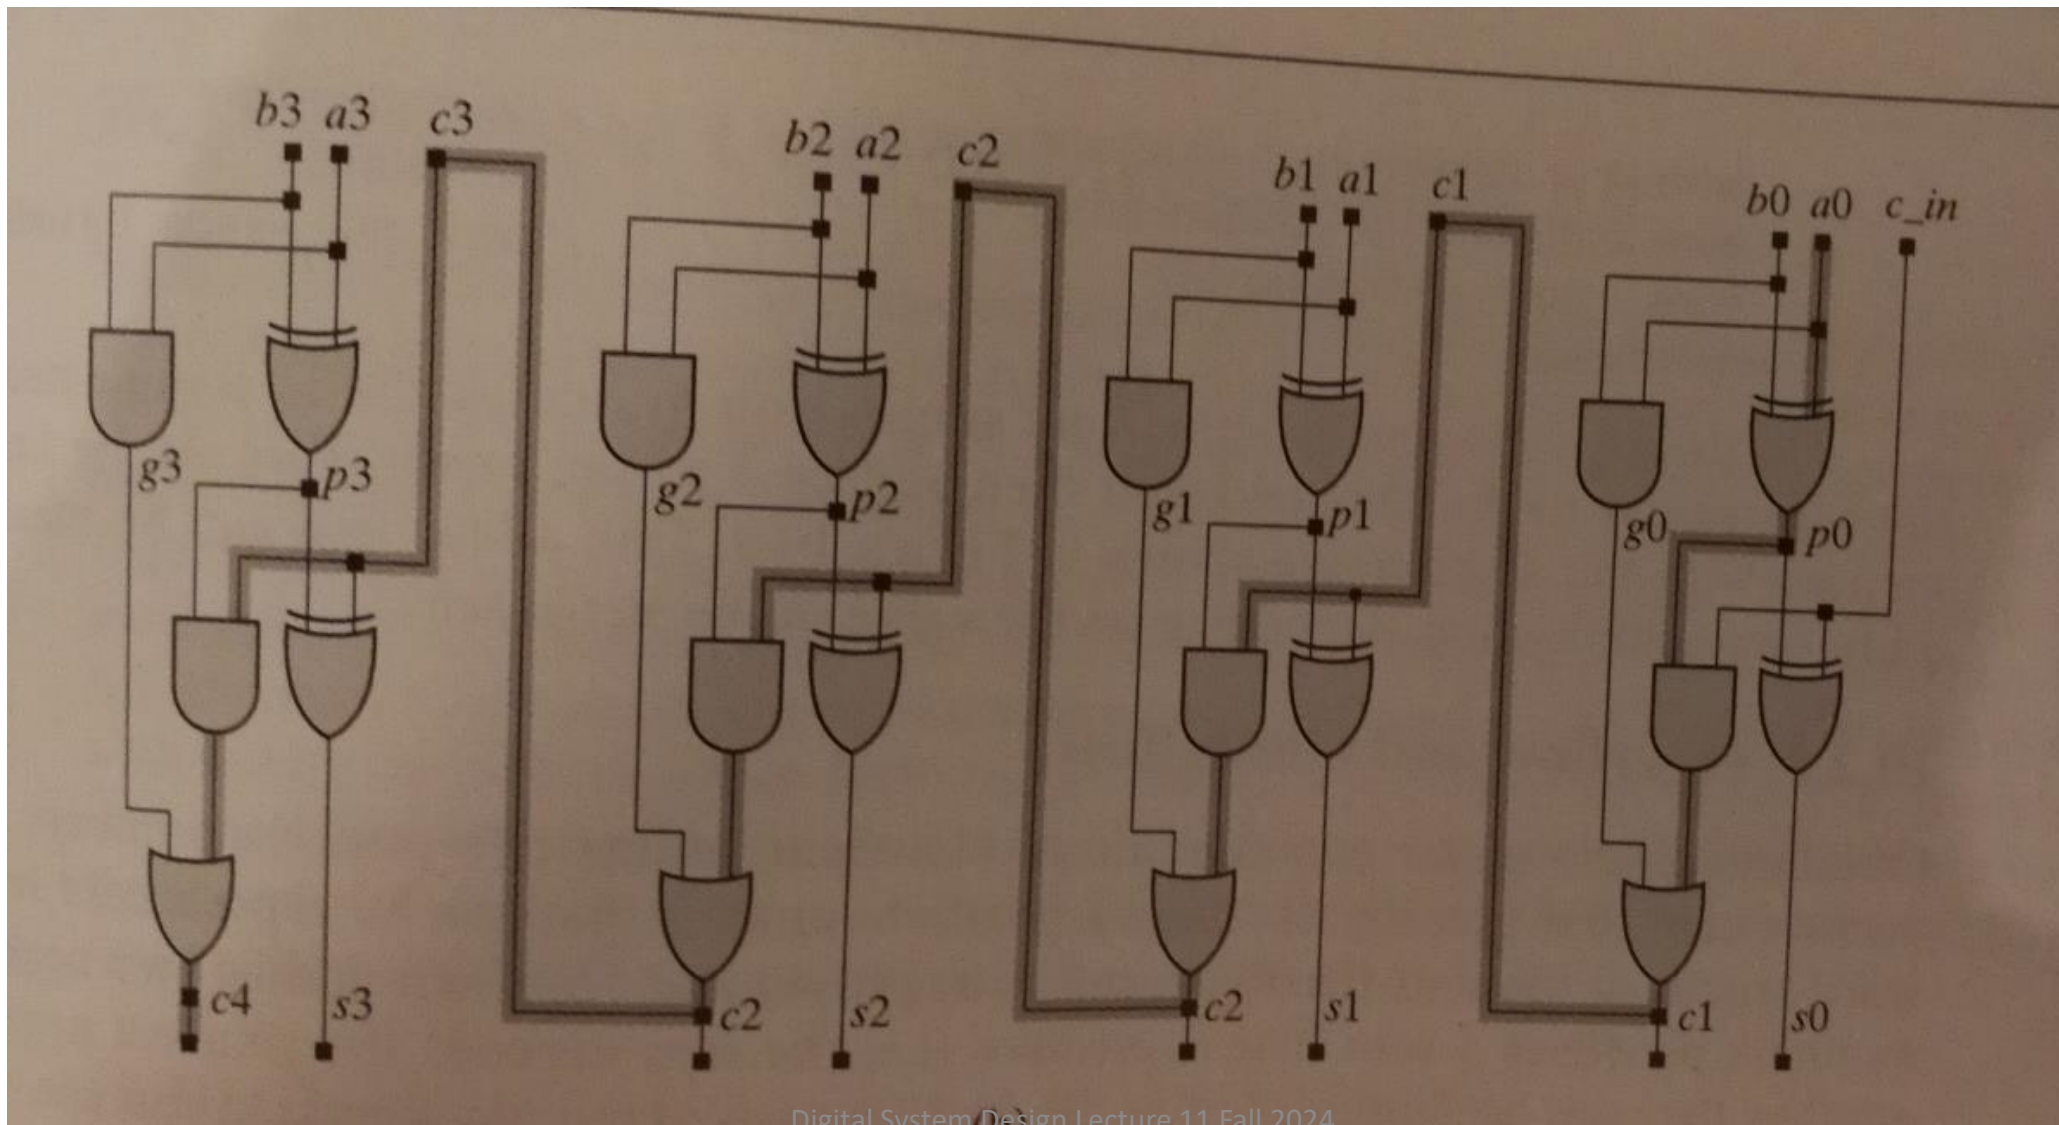 b3 a3 c3 b2 a2 c2 b1 a1 c1 b0 a0 c_in
g3 p3 g2 p2 g1 p1 g0 p0
c4 s3 c2 s2 c2 s1 c1 s0
Digital System Design Lecture 11 Fall 2024